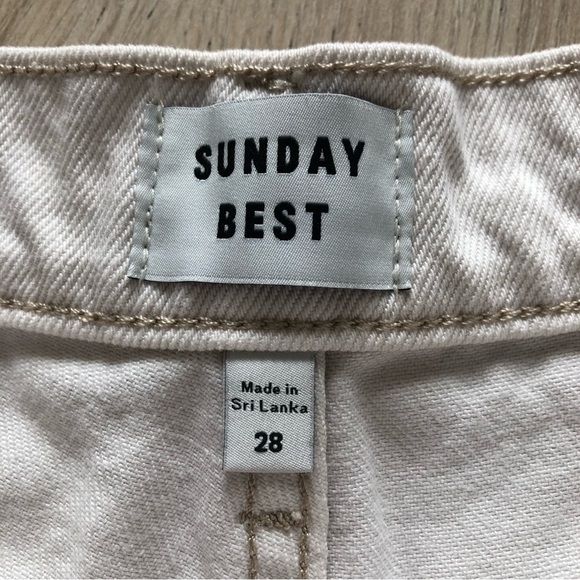 SUNDAY
BEST
Made in
Sri Lanka
28